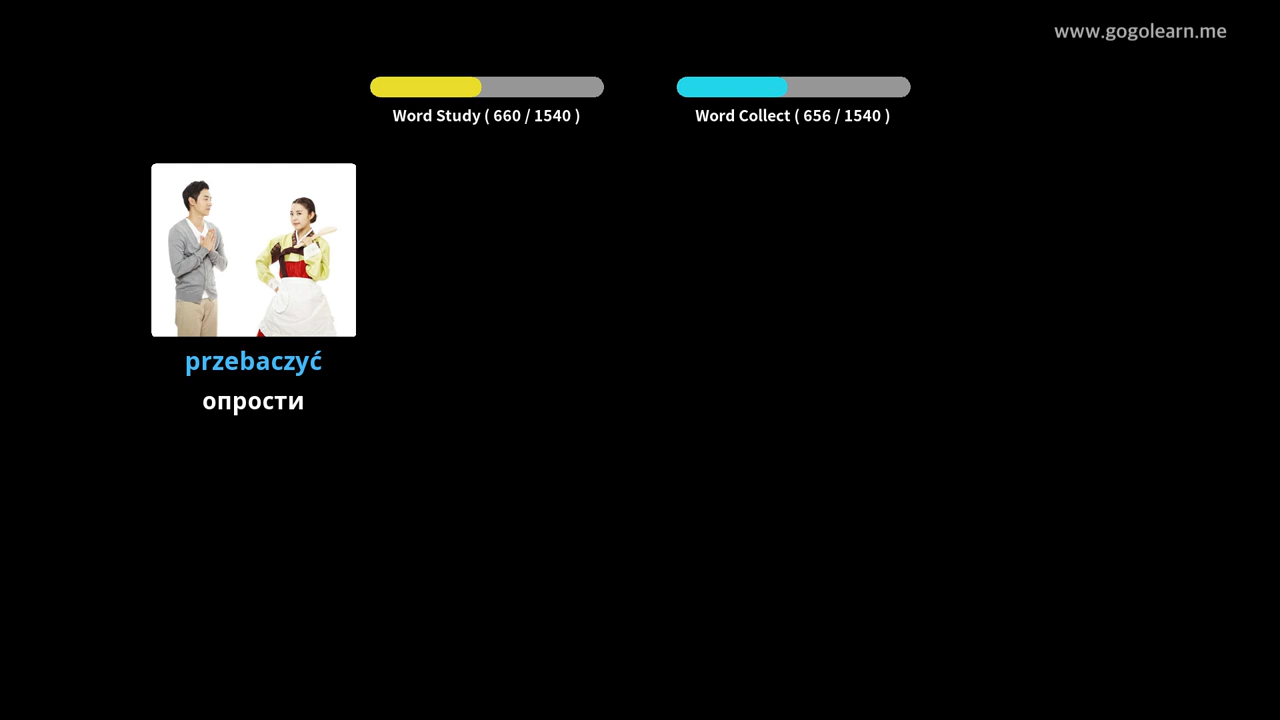 www.gogolearn.me
Word Study ( 660 / 1540 )
Word Collect ( 656 / 1540 )
przebaczyć
опрости